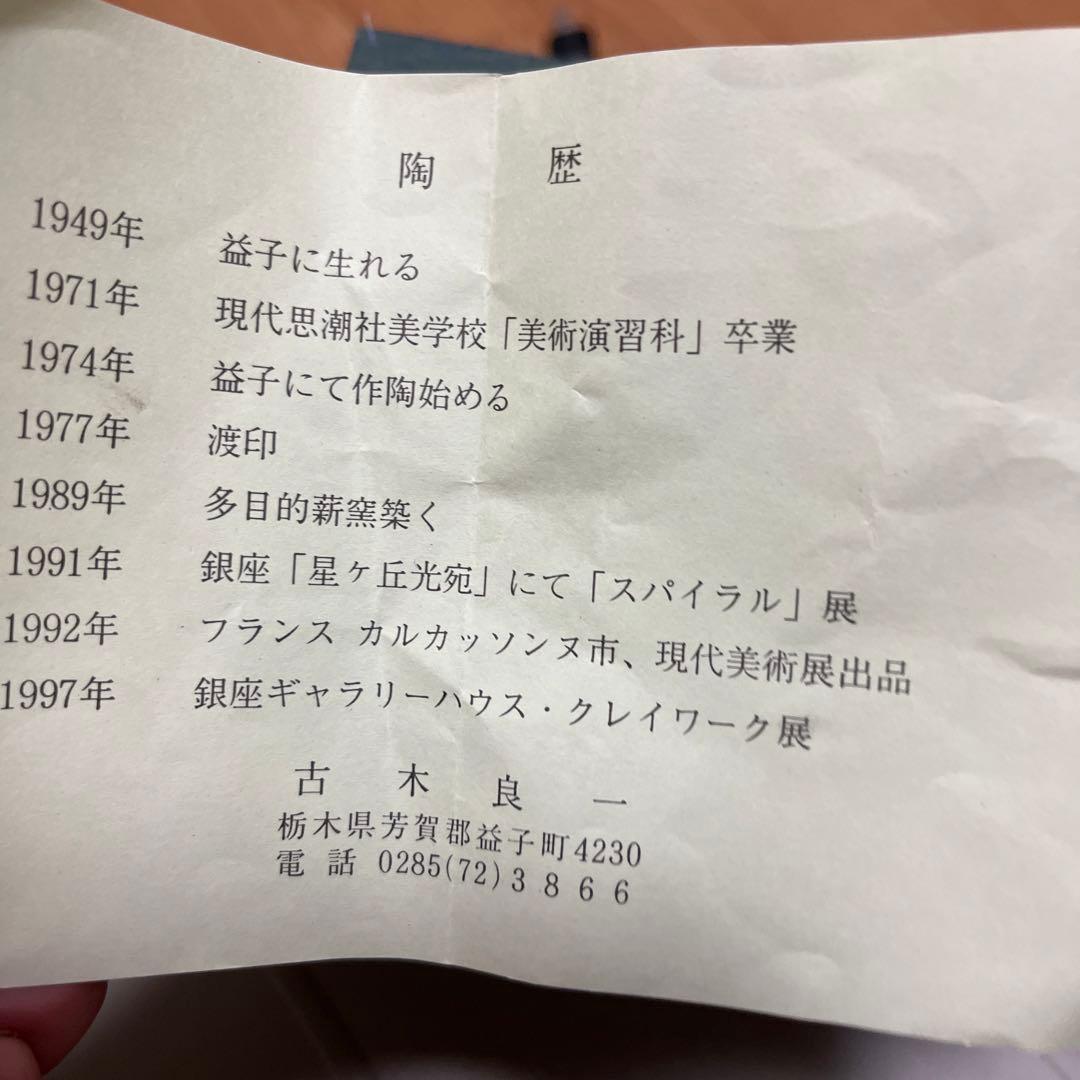 陶歴
1949年 益子に生れる
1971年 現代思潮社美学校「美術演習科」卒業
1974年 益子にて作陶始める
1977年 渡印
1989年 多目的薪窯築く
1991年 銀座「星ヶ丘光宛」にて「スパイラル」展
1992年 フランス カルカッソンヌ市、現代美術展出品
1997年 銀座ギャラリーハウス・クレイワーク展
古木良一
栃木県芳賀郡益子町4230
電話 0285(72)3866